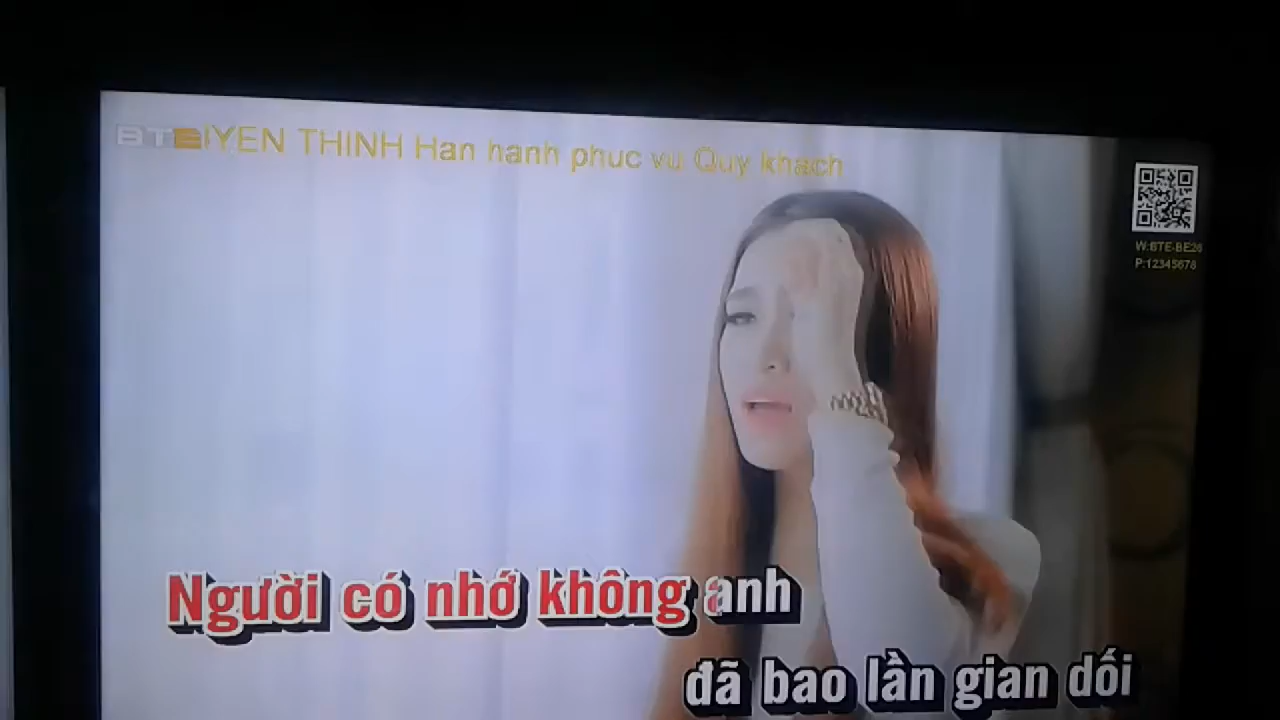 BTE IYEN THINH Han hanh phuc vu Quy khach
W:BTE-BE26
P:12345678
Người có nhớ không anh
đã bao lần gian dối